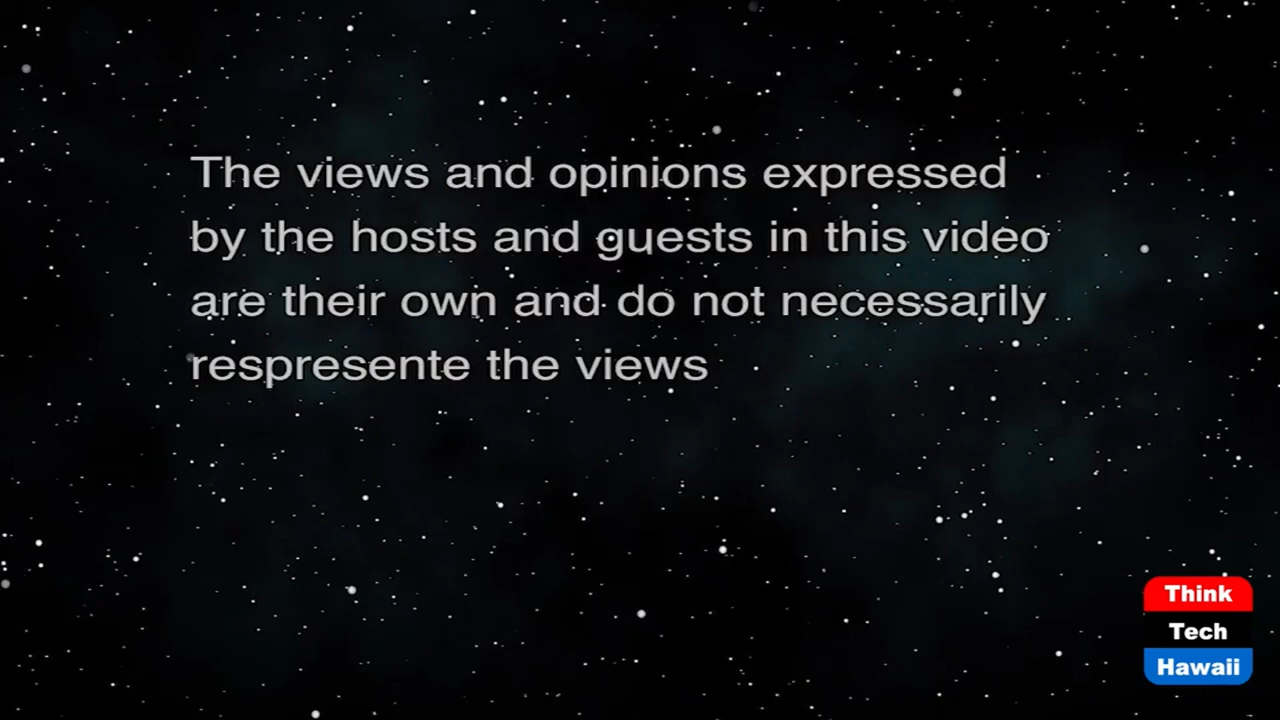 The views and opinions expressed
by the hosts and guests in this video
are their own and do not necessarily
respresente the views
Think
Tech
Hawaii